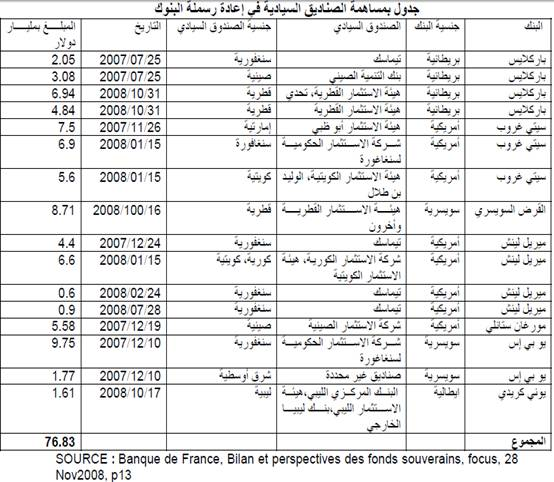 جدول بمساهمة الصناديق السيادية في إعادة رسملة البنوك
البنك جنسية البنك الصندوق السيادي جنسية الصندوق السيادي التاريخ المبلغ بمليار دولار
باركلايس بريطانية تيماسك سنغفورية 2007/07/25 2.05
باركلايس بريطانية بنك التنمية الصيني صينية 2007/07/25 3.08
باركلايس بريطانية هيئة الاستثمار القطرية، تحدي قطرية 2008/10/31 6.94
باركلايس بريطانية هيئة الاستثمار القطرية قطرية 2008/10/31 4.84
سيتي غروب أمريكية هيئة الاستثمار ابو ظبي إمارتية 2007/11/26 7.5
سيتي غروب أمريكية شركة الاستثمار الحكومية سنغافورة 2008/01/15 6.9
لسنغاغورة
سيتي غروب أمريكية هيئة الاستثمار الكويتية، الوليد كويتية 2008/01/15 5.6
بن طلال
القرض السويسري سويسرية هيئة الاستثمار القطرية قطرية 2008/100/16 8.71
وأخرون
ميريل لينش أمريكية تيماسك سنغفورية 2007/12/24 4.4
ميريل لينش أمريكية شركة الاستثمار الكورية، هيئة كورية، كويتية 2008/01/15 6.6
الاستثمار الكويتية
ميريل لينش أمريكية تيماسك سنغفورية 2008/02/24 0.6
ميريل لينش أمريكية تيماسك سنغفورية 2008/07/28 0.9
مورغان ستانلي أمريكية شركة الاستثمار الصينية صينية 2007/12/19 5.58
يو بي إس سويسرية شركة الاستثمار الحكومية سنغفورية 2007/12/10 9.75
لسنغاغورة
يو بي إس سويسرية صناديق غير محددة شرق أوسطية 2007/12/10 1.77
يوني كريدي ايطالية البنك المركزي الليبي،هيئة ليبية 2008/10/17 1.61
الاستثمار الليبي،بنك ليبيا
الخارجي
المجموع 76.83
SOURCE : Banque de France, Bilan et perspectives des fonds souverains, focus, 28
Nov2008, p13